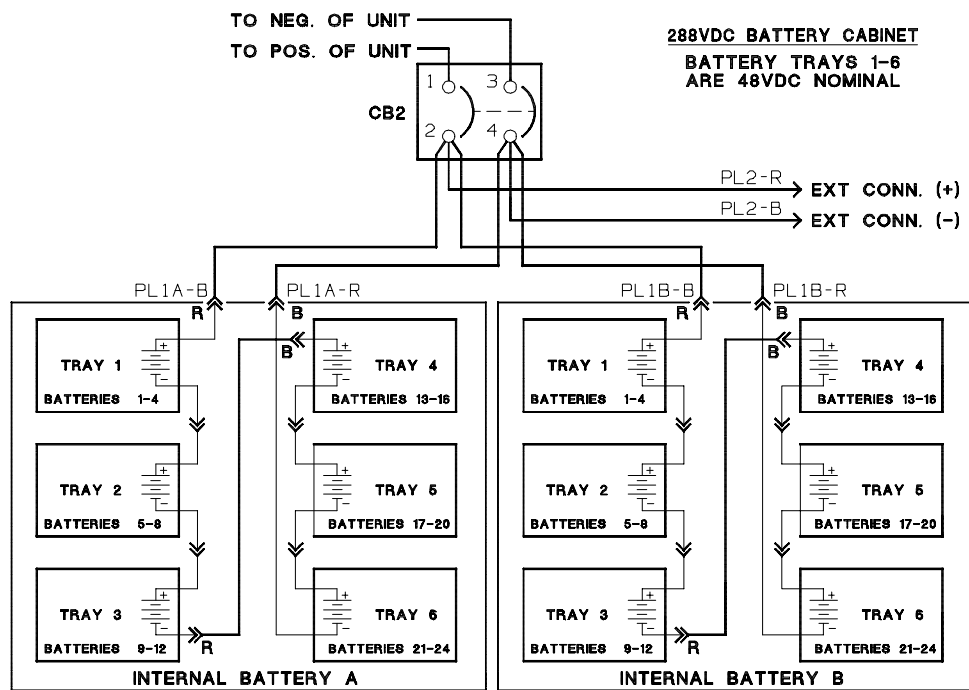 TO NEG. OF UNIT
TO POS. OF UNIT
288VDC BATTERY CABINET
BATTERY TRAYS 1-6
ARE 48VDC NOMINAL
1
3
CB2
2
4
PL2-R
EXT CONN. (+)
PL2-B
EXT CONN. (-)
PL1A-B
PL1A-R
PL1B-B
PL1B-R
R
B
R
B
TRAY 1
+
-
BATTERIES 1-4
B
+
-
TRAY 4
BATTERIES 13-16
TRAY 1
+
-
BATTERIES 1-4
B
+
-
TRAY 4
BATTERIES 13-16
TRAY 2
+
-
BATTERIES 5-8
+
-
TRAY 5
BATTERIES 17-20
TRAY 2
+
-
BATTERIES 5-8
+
-
TRAY 5
BATTERIES 17-20
TRAY 3
+
-
BATTERIES 9-12
R
+
-
TRAY 6
BATTERIES 21-24
TRAY 3
+
-
BATTERIES 9-12
R
+
-
TRAY 6
BATTERIES 21-24
INTERNAL BATTERY A
INTERNAL BATTERY B